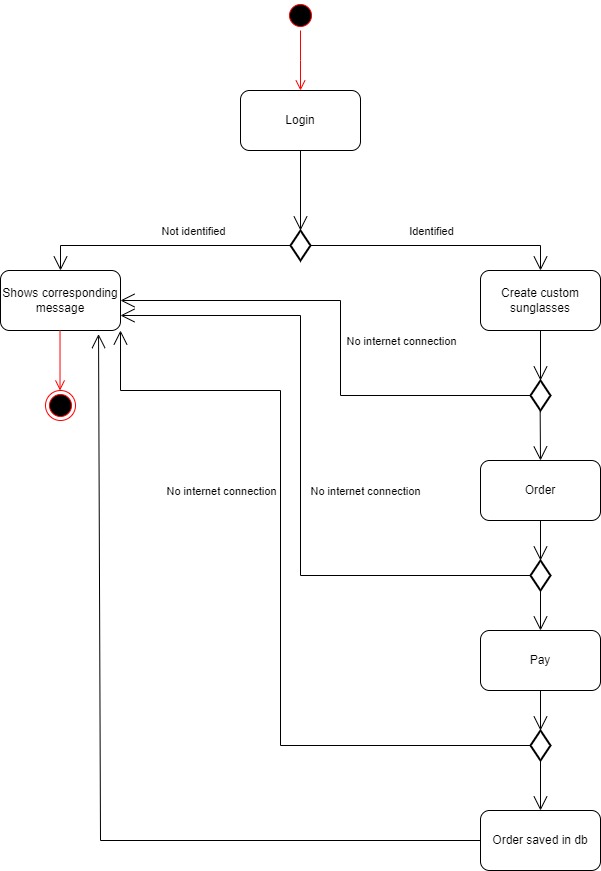 Login
Not identified
Identified
Shows corresponding
message
Create custom
sunglasses
No internet connection
Order
No internet connection
No internet connection
Pay
Order saved in db